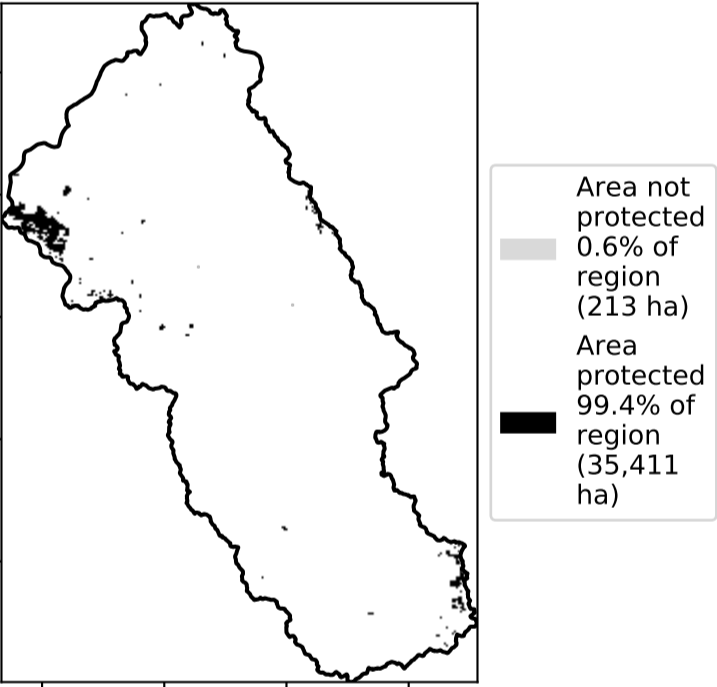 Area not
protected
0.6% of
region
(213 ha)
Area
protected
99.4% of
region
(35,411
ha)